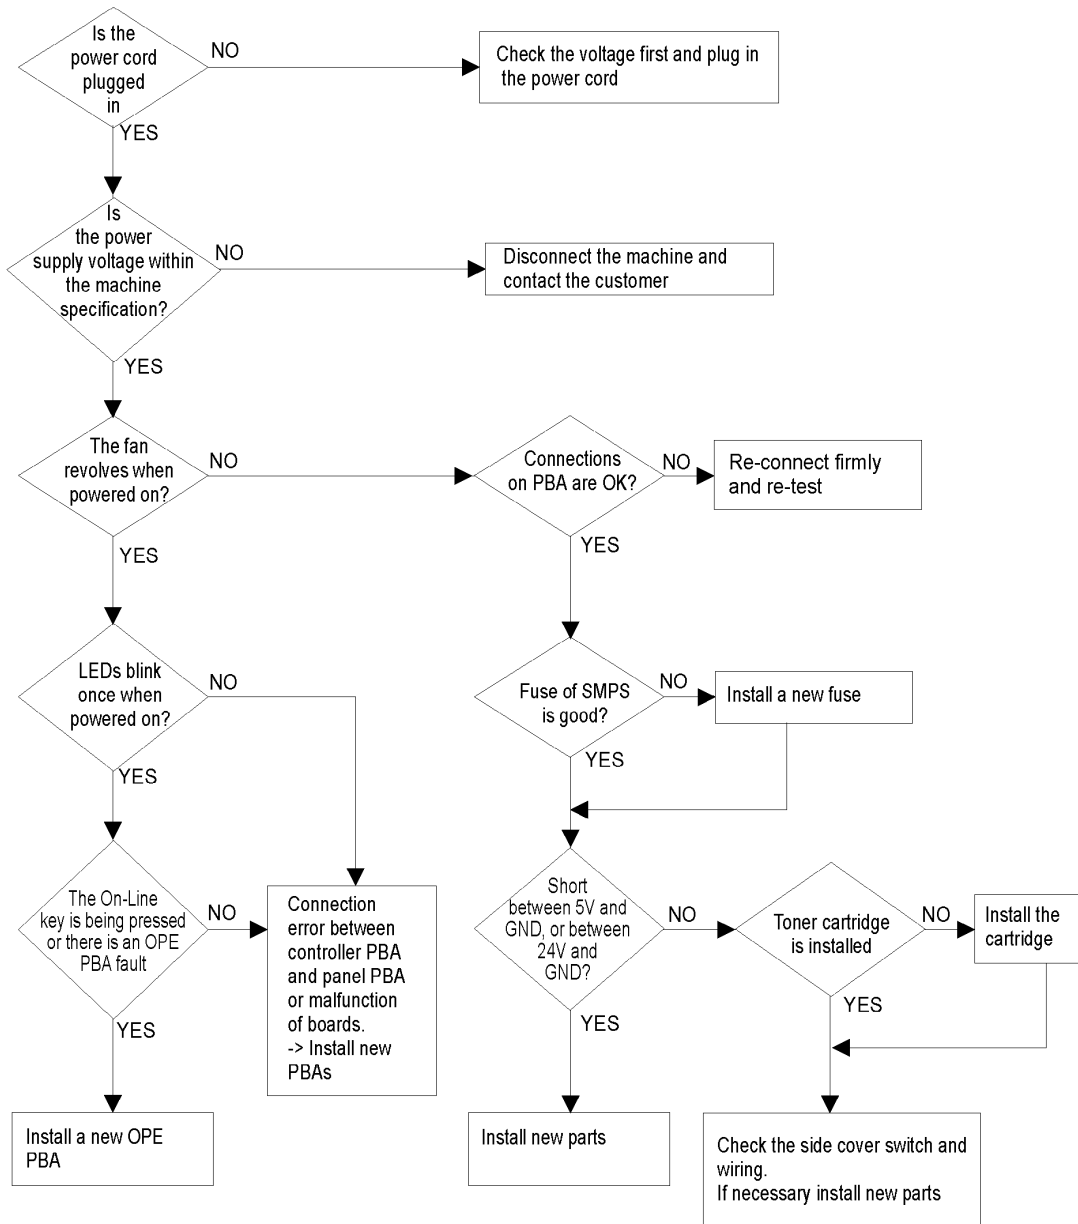 Is the
power cord
plugged
in
NO
Check the voltage first and plug in
the power cord
YES
Is
the power
supply voltage within
the machine
specification?
NO
Disconnect the machine and
contact the customer
YES
The fan
revolves when
powered on?
NO
Connections
on PBA are OK?
NO
Re-connect firmly
and re-test
YES
YES
LEDs blink
once when
powered on?
NO
Fuse of SMPS
is good?
NO
Install a new fuse
YES
YES
The On-Line
key is being pressed
or there is an OPE
PBA fault
NO
Connection
error between
controller PBA
and panel PBA
or malfunction
of boards.
-> Install new
PBAs
Short
between 5V and
GND, or between
24V and
GND?
NO
Toner cartridge
is installed
NO
Install the
cartridge
YES
YES
YES
Install a new OPE
PBA
Install new parts
Check the side cover switch and
wiring.
If necessary install new parts